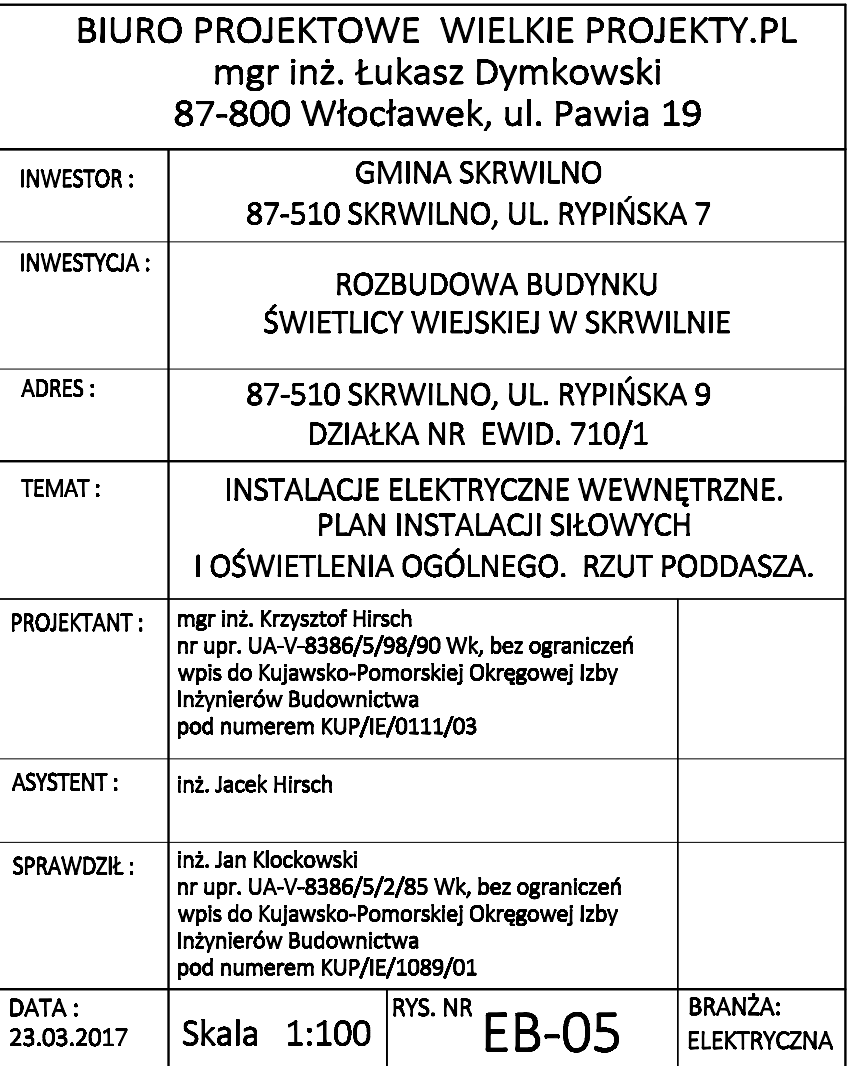 BIURO PROJEKTOWE WIELKIE PROJEKTY.PL
mgr inż. Łukasz Dymkowski
87-800 Włocławek, ul. Pawia 19
INWESTOR :
GMINA SKRWILNO
87-510 SKRWILNO, UL. RYPIŃSKA 7
INWESTYCJA :
ROZBUDOWA BUDYNKU
ŚWIETLICY WIEJSKIEJ W SKRWILNIE
ADRES :
87-510 SKRWILNO, UL. RYPIŃSKA 9
DZIAŁKA NR EWID. 710/1
TEMAT :
INSTALACJE ELEKTRYCZNE WEWNĘTRZNE.
PLAN INSTALACJI SIŁOWYCH
I OŚWIETLENIA OGÓLNEGO. RZUT PODDASZA.
PROJEKTANT :
mgr inż. Krzysztof Hirsch
nr upr. UA-V-8386/5/98/90 Wk, bez ograniczeń
wpis do Kujawsko-Pomorskiej Okręgowej Izby
Inżynierów Budownictwa
pod numerem KUP/IE/0111/03
ASYSTENT :
inż. Jacek Hirsch
SPRAWDZIŁ :
inż. Jan Klockowski
nr upr. UA-V-8386/5/2/85 Wk, bez ograniczeń
wpis do Kujawsko-Pomorskiej Okręgowej Izby
Inżynierów Budownictwa
pod numerem KUP/IE/1089/01
DATA :
23.03.2017
Skala 1:100
RYS. NR
EB-05
BRANŻA:
ELEKTRYCZNA